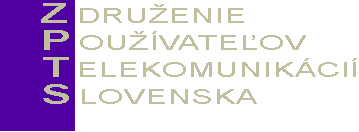 ZDRUŽENIE
POUŽÍVATEĽOV
TELEKOMUNIKÁCIÍ
SLOVENSKA